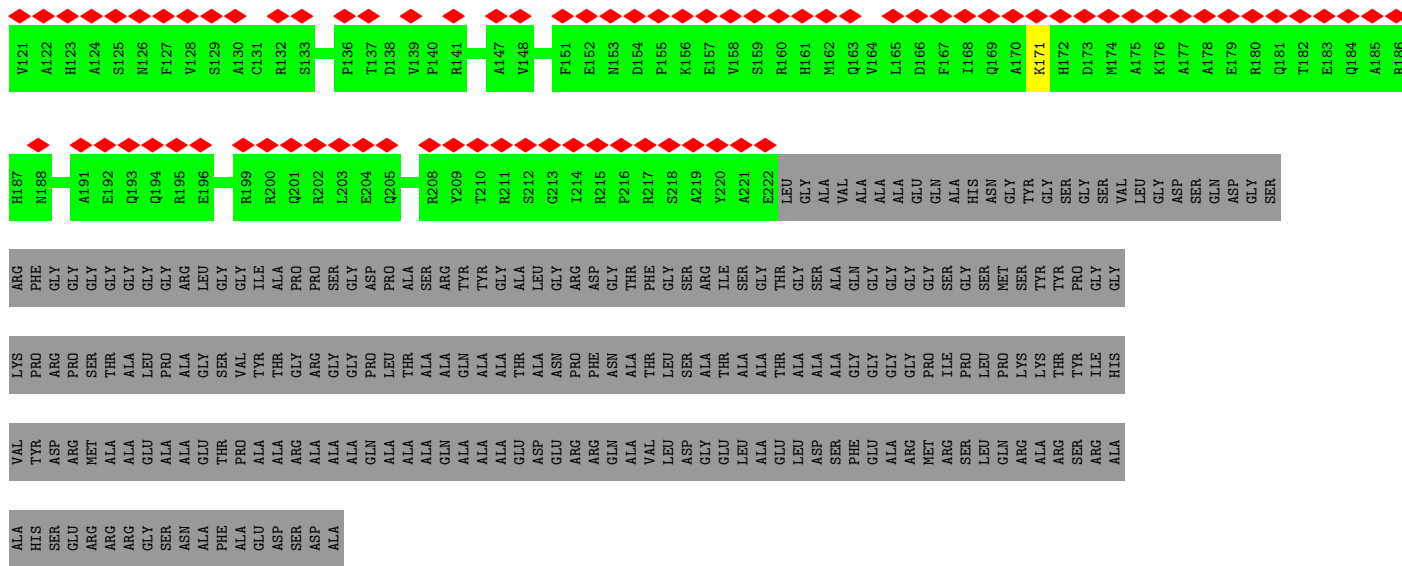 V121 A122 H123 A124 S125 N126 F127 V128 S129 A130 C131 R132 S133 P136 T137 D138 V139 P140 R141 A147 V148 F151 E152 N153 D154 P155 K156 E157 V158 S159 R160 H161 M162 Q163 V164 L165 D166 F167 I168 Q169 A170 K171 H172 D173 M174 A175 K176 A177 A178 E179 R180 Q181 T182 E183 Q184 A185 R186
H187 N188 A191 E192 Q193 Q194 R195 E196 R199 R200 Q201 R202 L203 E204 Q205 R208 Y209 T210 R211 S212 G213 I214 R215 P216 R217 S218 A219 Y220 A221 E222 LEU GLY ALA VAL ALA ALA ALA GLU GLN ALA HIS ASN GLY TYR GLY SER GLY SER VAL LEU GLY ASP SER GLN ASP GLY SER
ARG PHE GLY GLY GLY GLY GLY GLY GLY ARG LEU GLY GLY ILE ALA PRO PRO SER GLY ASP PRO ALA SER ARG TYR TYR GLY ALA LEU GLY ARG ASP GLY THR PHE GLY SER ARG ILE SER GLY THR GLY SER ALA GLN GLY GLY GLY GLY SER GLY SER MET SER TYR TYR PRO GLY GLY
LYS PRO ARG PRO SER THR ALA LEU PRO ALA GLY SER VAL TYR THR GLY ARG GLY GLY PRO LEU THR ALA ALA GLN ALA ALA THR ALA ASN PRO PHE ASN ALA THR LEU SER ALA THR ALA ALA THR ALA ALA ALA GLY GLY GLY GLY PRO ILE PRO LEU PRO LYS LYS THR TYR ILE HIS
VAL TYR ASP ARG MET ALA ALA GLU ALA ALA GLU THR PRO ALA ALA ARG ALA ALA ALA GLN ALA ALA GLN ALA ALA ALA GLU ASP GLU ARG ARG GLN ALA VAL LEU ASP GLY GLU LEU ALA GLU LEU ASP SER PHE GLU ALA ARG MET ARG SER LEU GLN ARG ALA ARG SER ARG ALA
ALA HIS SER GLU ARG ARG ARG GLY SER ASN ALA PHE ALA GLU ASP SER ASP ALA